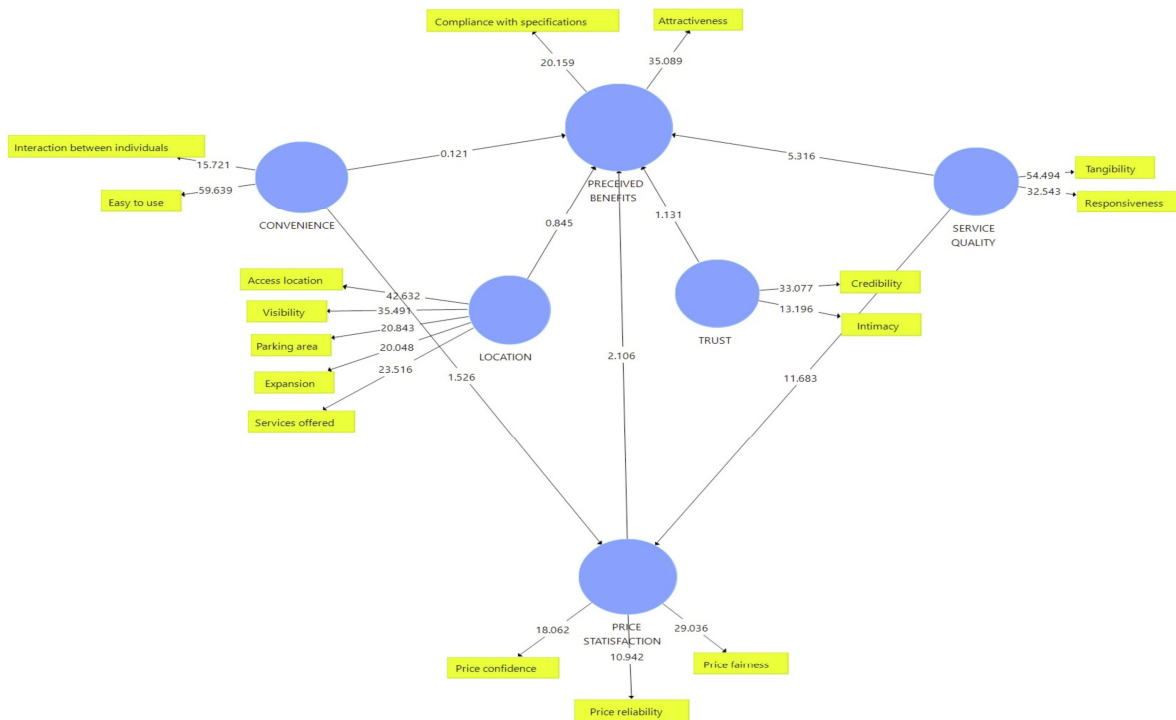 Compliance with specifications
Attractiveness
20.159
35.089
Interaction between individuals
15.721
0.121
5.316
54.494
Tangibility
59.639
32.543
Easy to use
Responsiveness
PRECEIVED
BENEFITS
CONVENIENCE
SERVICE
QUALITY
1.131
0.845
Access location
42.632
33.077
Credibility
Visibility
35.491
13.196
Intimacy
Parking area
20.843
LOCATION
TRUST
Expansion
20.048
2.106
23.516
1.526
11.683
Services offered
18.062
PRICE
STATISFACTION
29.036
10.942
Price confidence
Price fairness
Price reliability